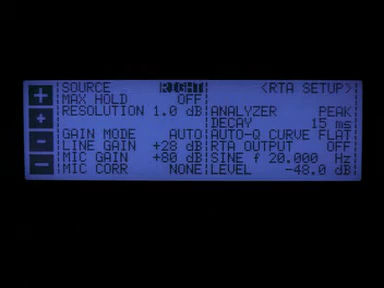 SOURCE RIGHT <RTA SETUP>
MAX HOLD OFF
RESOLUTION 1.0 dB ANALYZER PEAK
DECAY 15 ms
GAIN MODE AUTO AUTO-Q CURVE FLAT
LINE GAIN +28 dB RTA OUTPUT OFF
MIC GAIN +80 dB SINE f 20.000 Hz
MIC CORR NONE LEVEL -48.0 dB